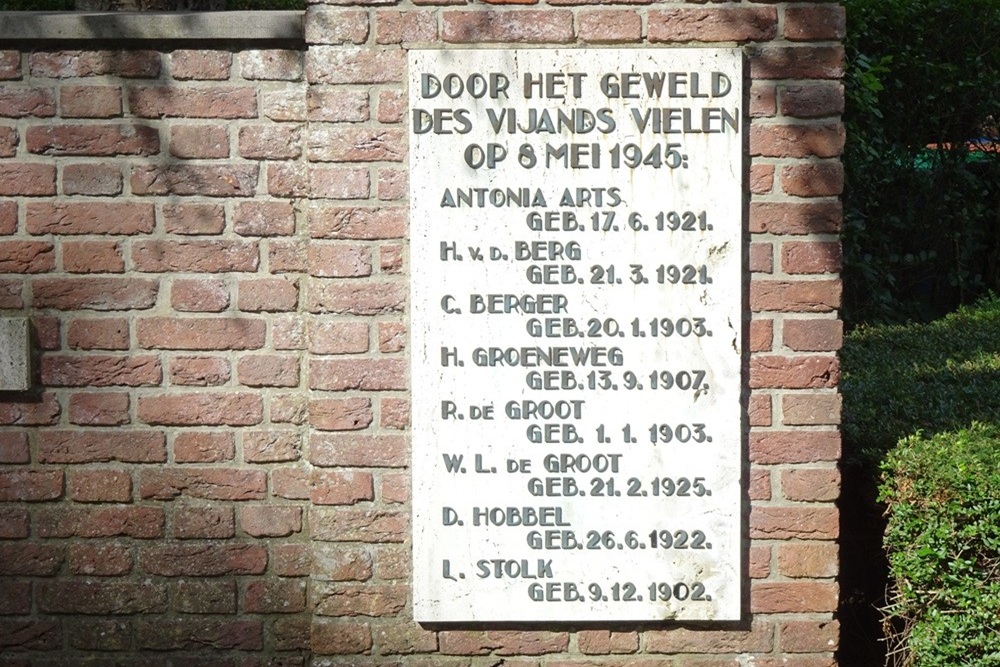 DOOR HET GEWELD
DES VIJANDS VIELEN
OP 8 MEI 1945:
ANTONIA ARTS
GEB. 17. 6. 1921.
H. v. D. BERG
GEB. 21. 3. 1921.
C. BERGER
GEB. 20. 1. 1903.
H. GROENEWEG
GEB. 13. 9. 1907.
R. DE GROOT
GEB. 1. 1. 1903.
W. L. DE GROOT
GEB. 21. 2. 1925.
D. HOBBEL
GEB. 26. 6. 1922.
L. STOLK
GEB. 9. 12. 1902.